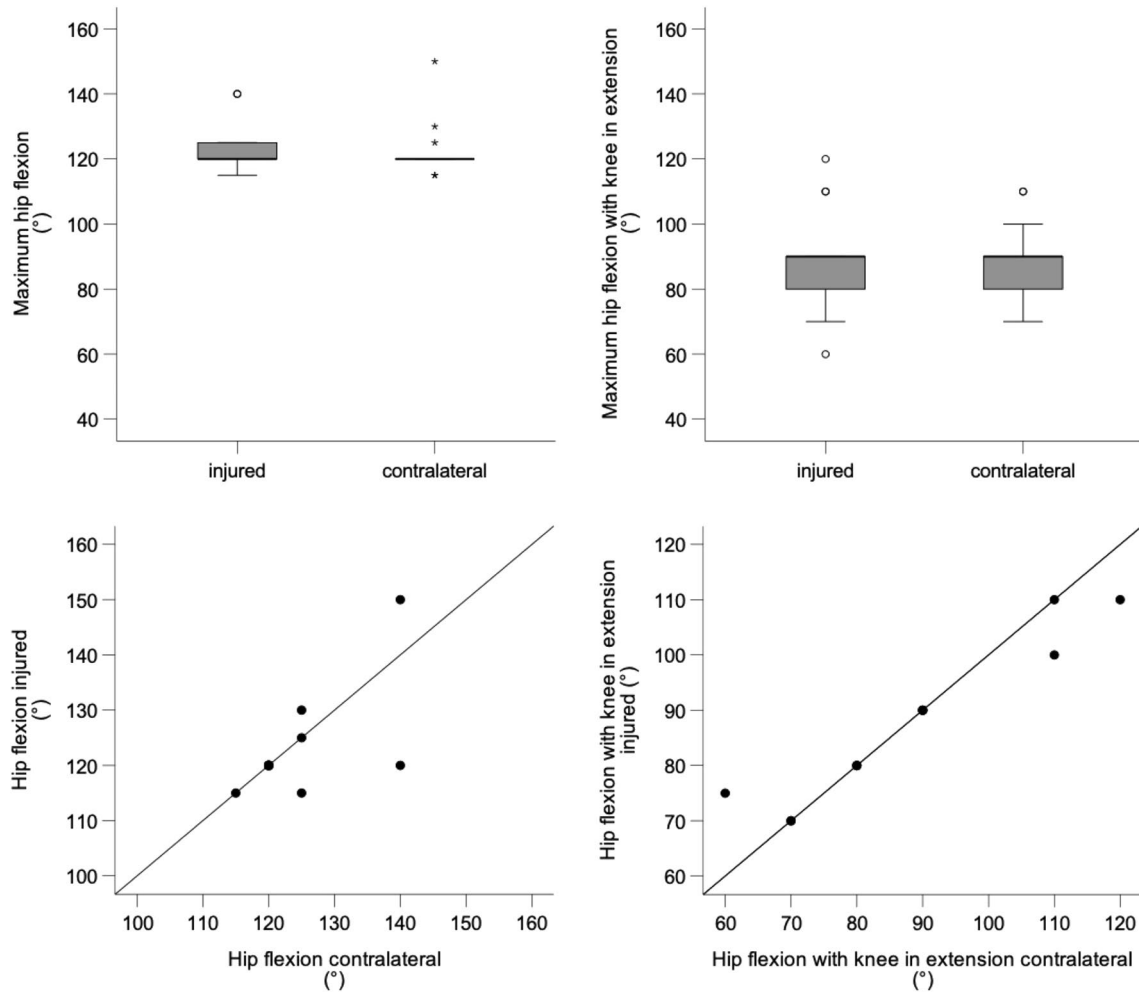 Maximum hip flexion
(°)
160
140
120
100
80
60
40
injured
contralateral
Maximum hip flexion with knee in extension
(°)
160
140
120
100
80
60
40
injured
contralateral
Hip flexion injured
(°)
160
150
140
130
120
110
100
100 110 120 130 140 150 160
Hip flexion contralateral
(°)
Hip flexion with knee in extension
injured (°)
120
110
100
90
80
70
60
60 70 80 90 100 110 120
Hip flexion with knee in extension contralateral
(°)